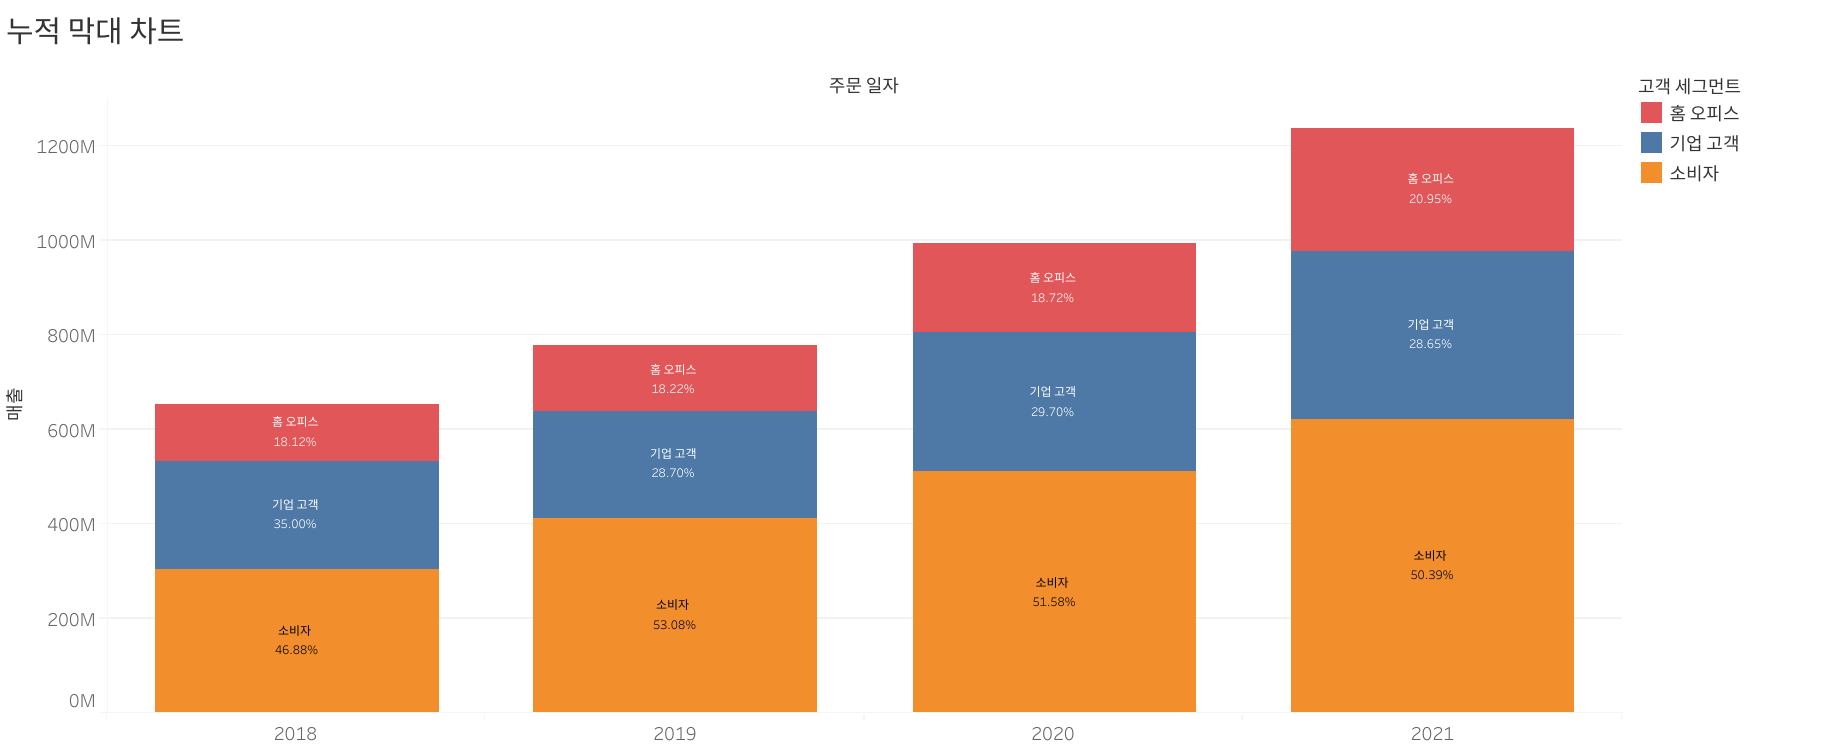 누적 막대 차트
주문 일자
고객 세그먼트
홈 오피스
기업 고객
소비자
매출
1200M
1000M
800M
600M
400M
200M
0M
홈 오피스
18.12%
기업 고객
35.00%
소비자
46.88%
홈 오피스
18.22%
기업 고객
28.70%
소비자
53.08%
홈 오피스
18.72%
기업 고객
29.70%
소비자
51.58%
홈 오피스
20.95%
기업 고객
28.65%
소비자
50.39%
2018
2019
2020
2021